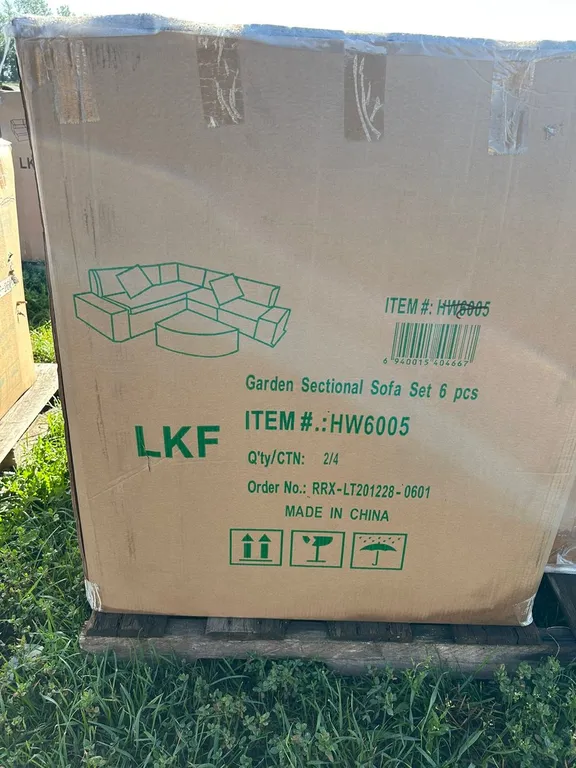 LK
ITEM #: HW6005
6 940015 404667
Garden Sectional Sofa Set 6 pcs
ITEM #.:HW6005
LKF
Q'ty/CTN: 2/4
Order No.: RRX-LT201228-0601
MADE IN CHINA